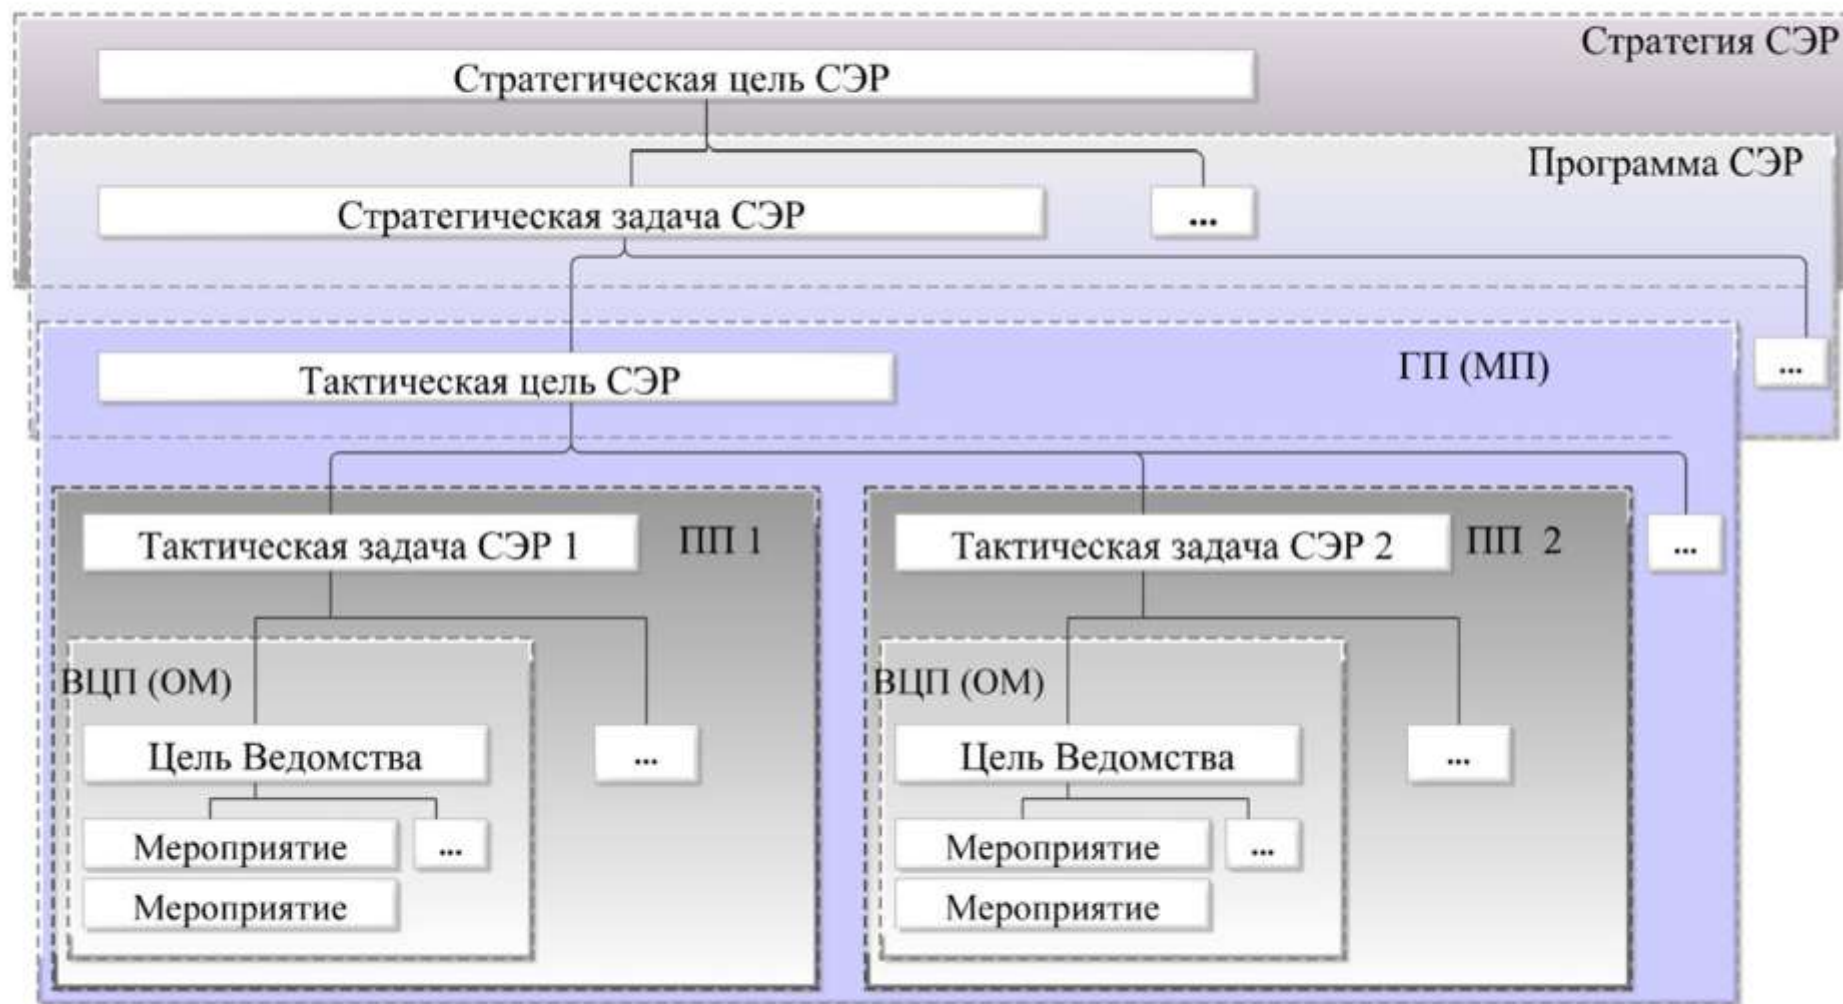 Стратегия СЭР
Стратегическая цель СЭР
Программа СЭР
Стратегическая задача СЭР
...
Тактическая цель СЭР
ГП (МП)
...
Тактическая задача СЭР 1
ПП 1
Тактическая задача СЭР 2
ПП 2
...
ВЦП (ОМ)
Цель Ведомства
...
Мероприятие
...
Мероприятие
ВЦП (ОМ)
Цель Ведомства
...
Мероприятие
...
Мероприятие